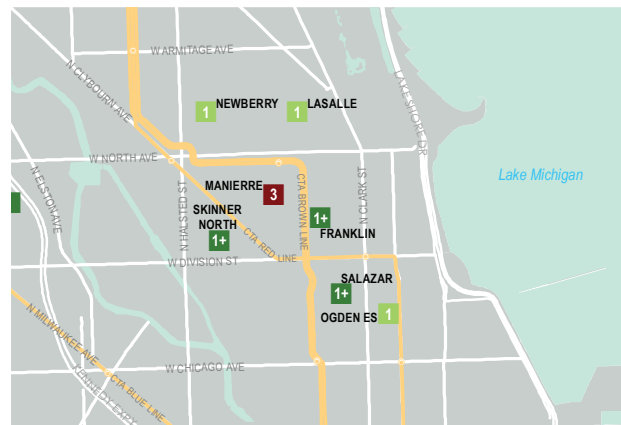 W ARMITAGE AVE
N CLYBOURN AVE
LAKE SHORE DR
1 NEWBERRY
1 LASALLE
W NORTH AVE
Lake Michigan
MANIERRE 3
N ELSTON AVE
N HALSTED ST
CTA BROWN LINE
N CLARK ST
SKINNER
NORTH
1+
1+
FRANKLIN
CTA RED LINE
W DIVISION ST
SALAZAR
1+
OGDEN ES 1
N MILWAUKEE AVE
W CHICAGO AVE
CTA BLUE LINE
KENNEDY EXPY